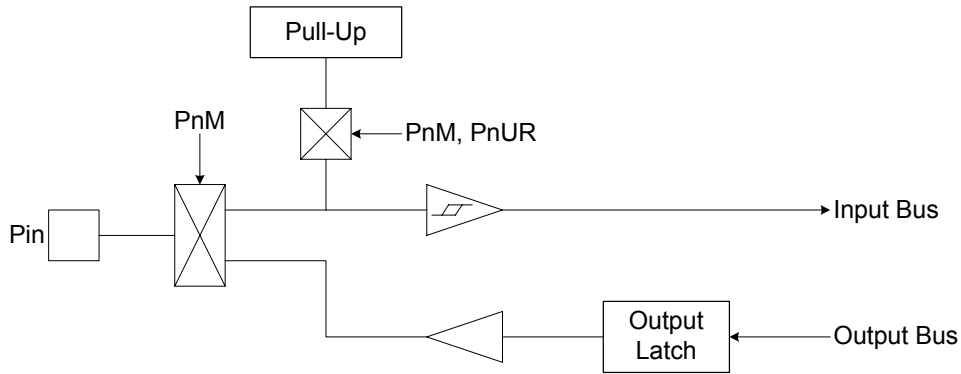 Pull-Up
PnM
PnM, PnUR
Pin
Input Bus
Output
Latch
Output Bus